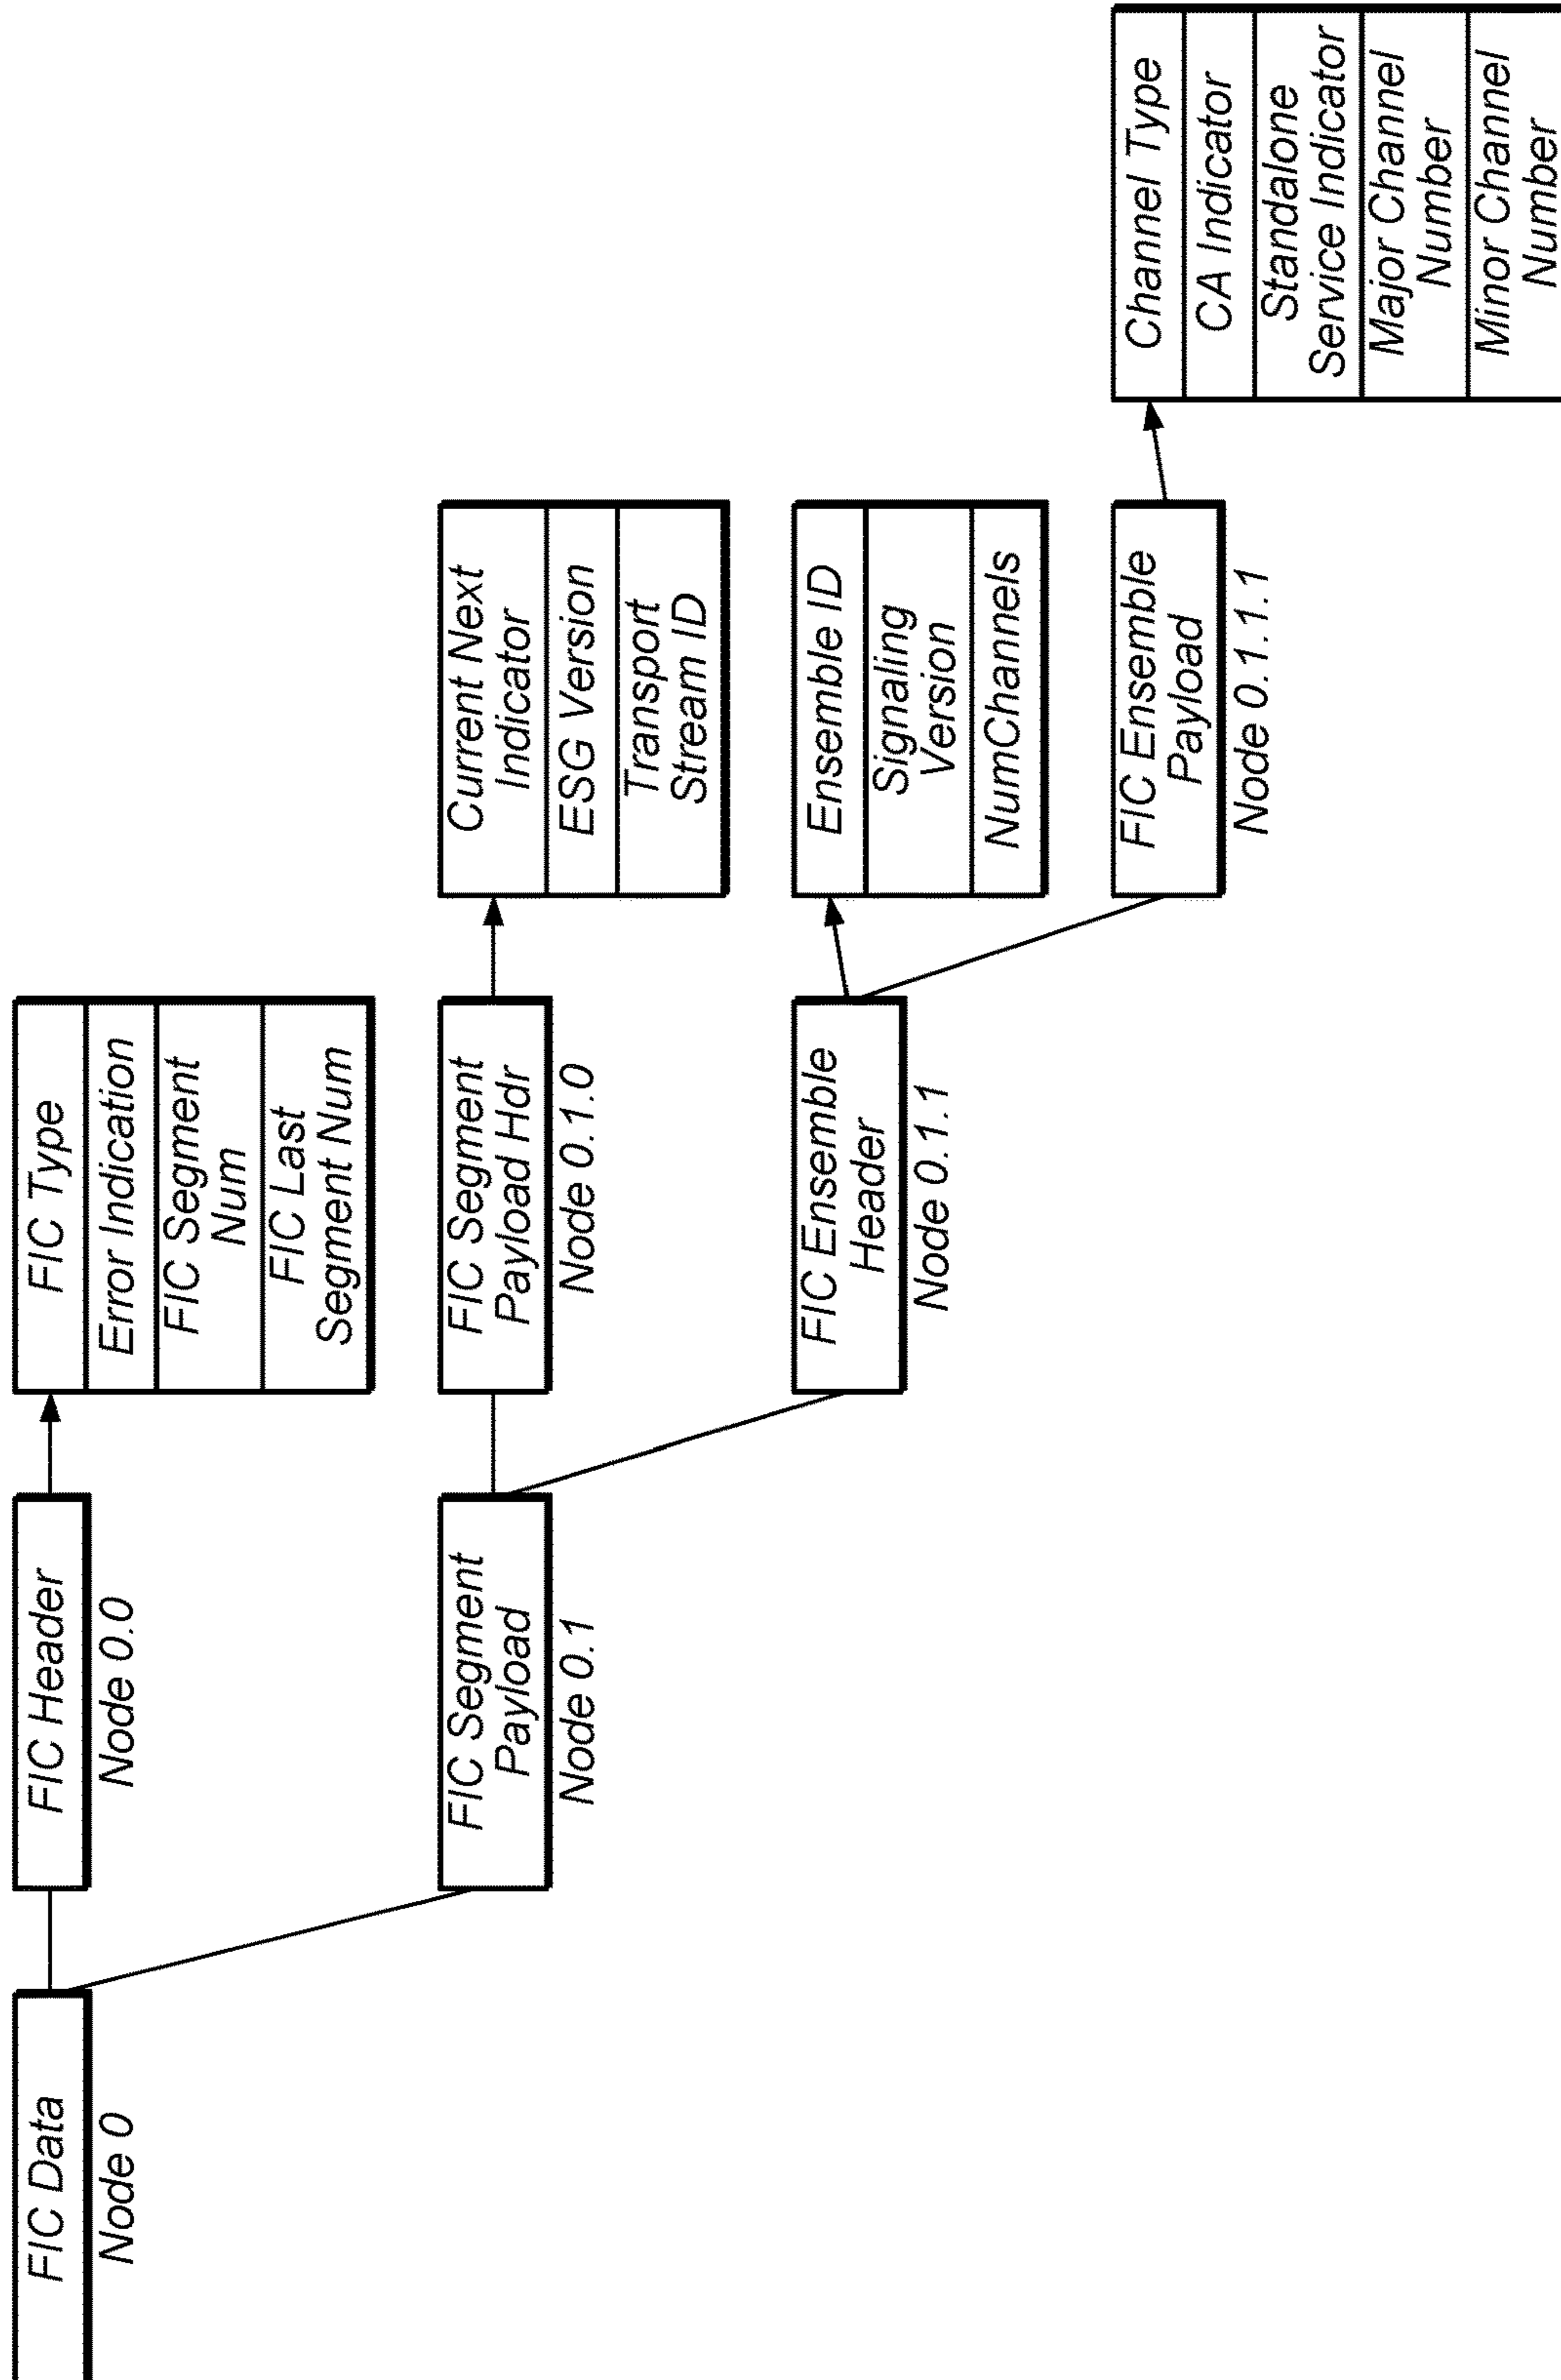 FIC Data
Node 0
FIC Header
Node 0.0
FIC Type
Error Indication
FIC Segment
Num
FIC Last
Segment Num
FIC Segment
Payload
Node 0.1
FIC Segment
Payload Hdr
Node 0.1.0
Current Next
Indicator
ESG Version
Transport
Stream ID
FIC Ensemble
Header
Node 0.1.1
Ensemble ID
Signaling
Version
NumChannels
FIC Ensemble
Payload
Node 0.1.1.1
Channel Type
CA Indicator
Standalone
Service Indicator
Major Channel
Number
Minor Channel
Number